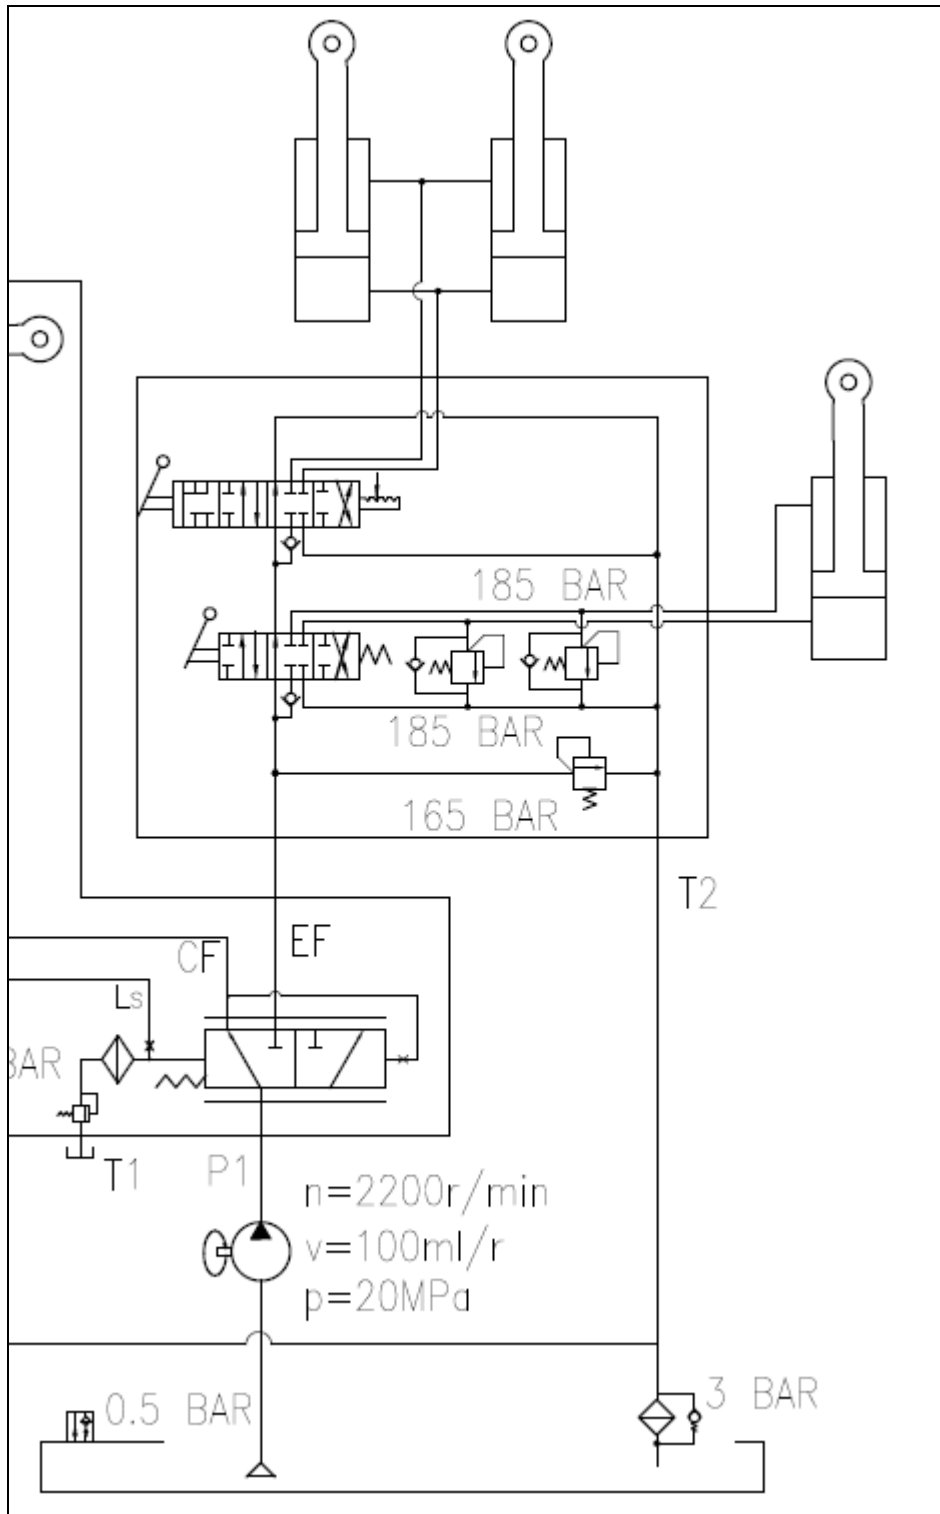 185 BAR
185 BAR
165 BAR
T2
EF
CF
Ls
BAR
T1
P1
n=2200r/min
v=100ml/r
p=20MPa
3 BAR
0.5 BAR